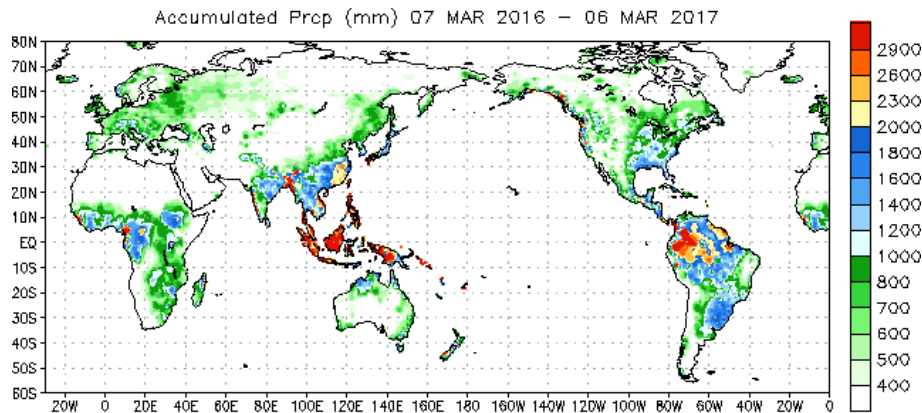 Accumulated Prcp (mm) 07 MAR 2016 – 06 MAR 2017
80N
70N
60N
50N
40N
30N
20N
10N
EQ
10S
20S
30S
40S
50S
60S
20W 0 20E 40E 60E 80E 100E 120E 140E 160E 180 160W 140W 120W 100W 80W 60W 40W 20W 0
2900
2600
2300
2000
1800
1600
1400
1200
1000
800
700
600
500
400